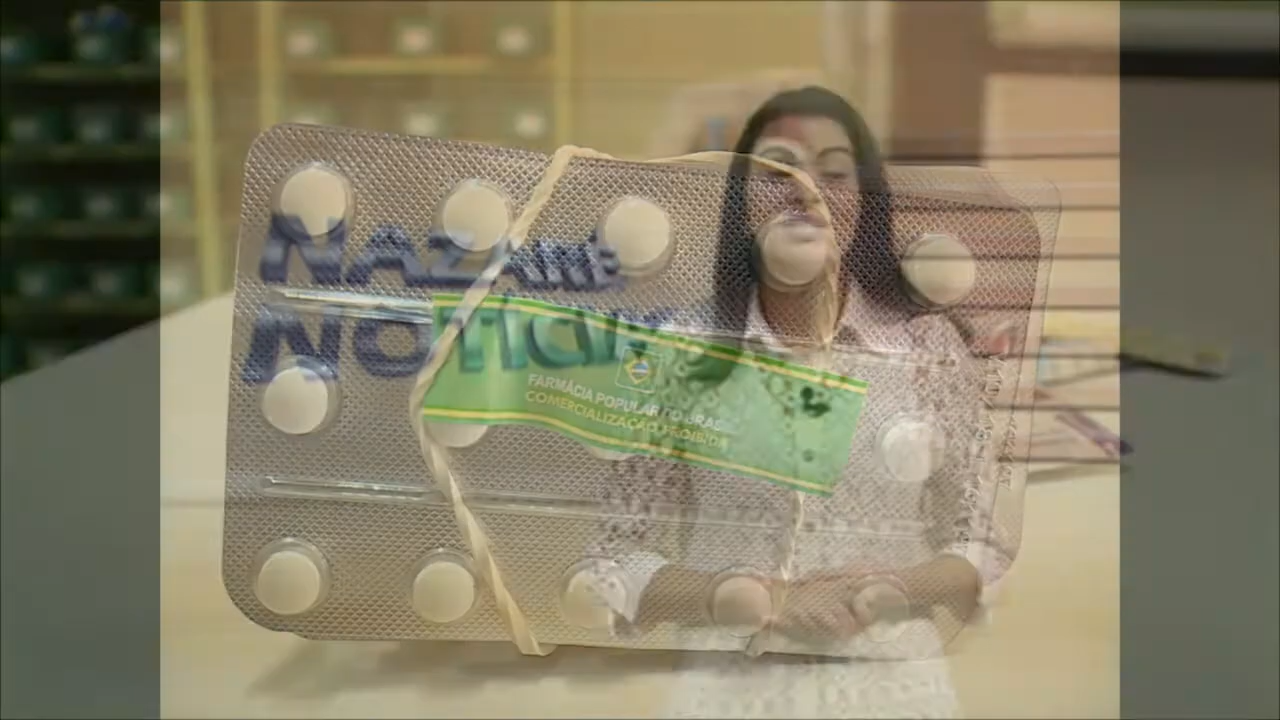 NAZARÉ
NOTÍCIA
FARMÁCIA POPULAR DO BRASIL
COMERCIALIZAÇÃO PROIBIDA